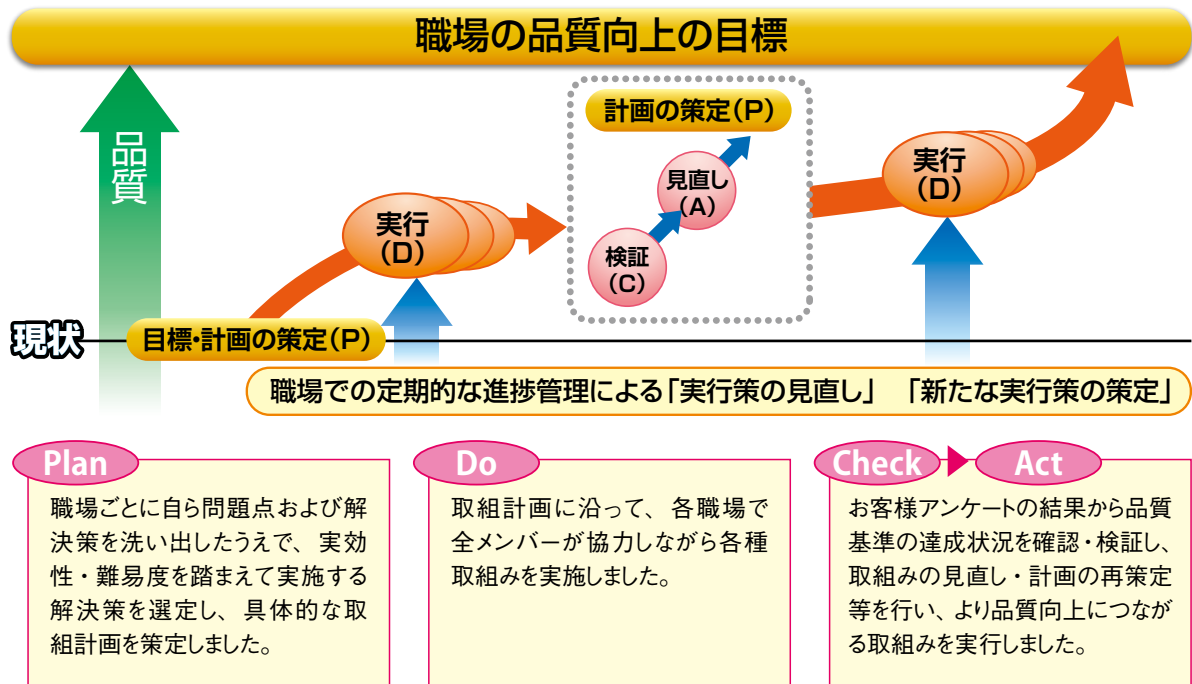 職場の品質向上の目標
品質
計画の策定(P)
見直し
(A)
検証
(C)
実行
(D)
実行
(D)
現状
目標・計画の策定(P)
職場での定期的な進捗管理による「実行策の見直し」 「新たな実行策の策定」
Plan
職場ごとに自ら問題点および解
決策を洗い出したうえで、実効
性・難易度を踏まえて実施する
解決策を選定し、具体的な取
組計画を策定しました。
Do
取組計画に沿って、各職場で
全メンバーが協力しながら各種
取組みを実施しました。
Check Act
お客様アンケートの結果から品質
基準の達成状況を確認・検証し、
取組みの見直し・計画の再策定
等を行い、より品質向上につなが
る取組みを実行しました。